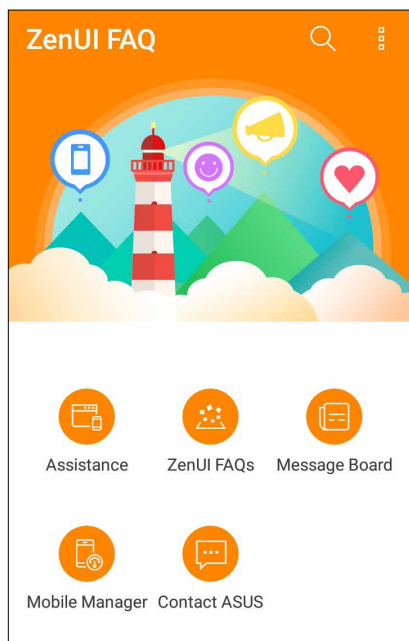 ZenUI FAQ
Assistance ZenUI FAQs Message Board
Mobile Manager Contact ASUS